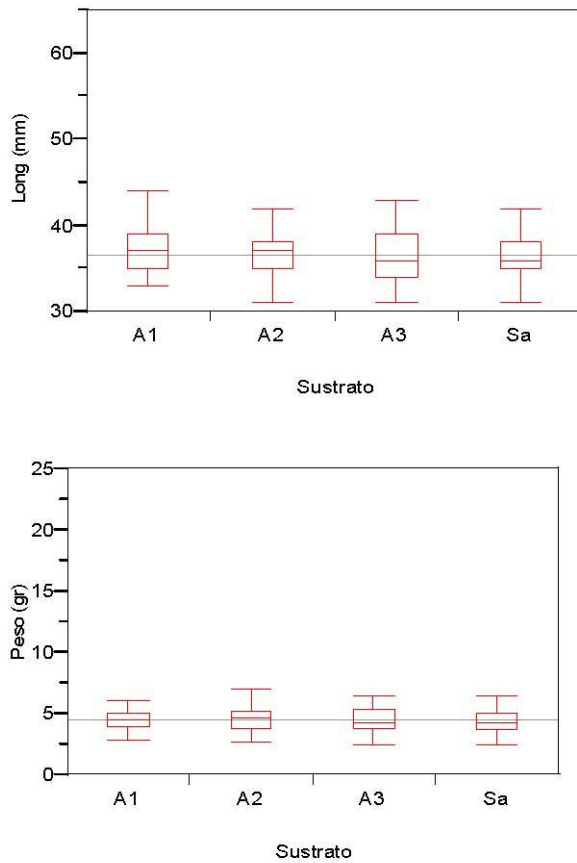 60
50
40
30
Long (mm)
A1 A2 A3 Sa
Sustrato
25
20
15
10
5
0
Peso (gr)
A1 A2 A3 Sa
Sustrato